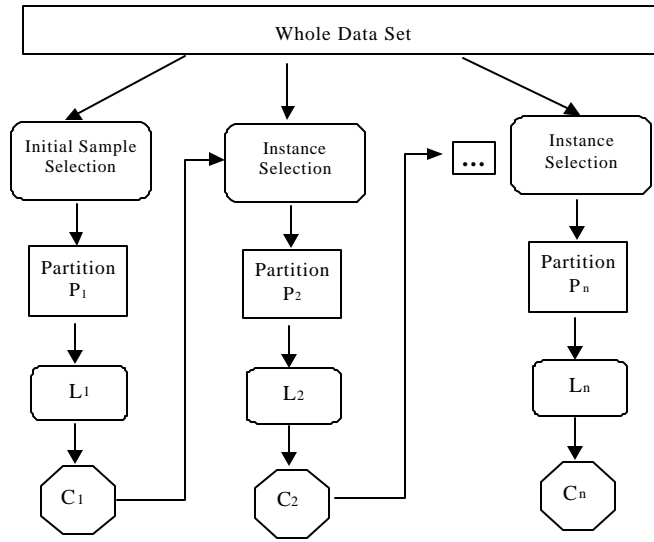 Whole Data Set
Initial Sample
Selection
Instance
Selection
...
Instance
Selection
Partition
P1
Partition
P2
Partition
Pn
L1
L2
Ln
C1
C2
Cn